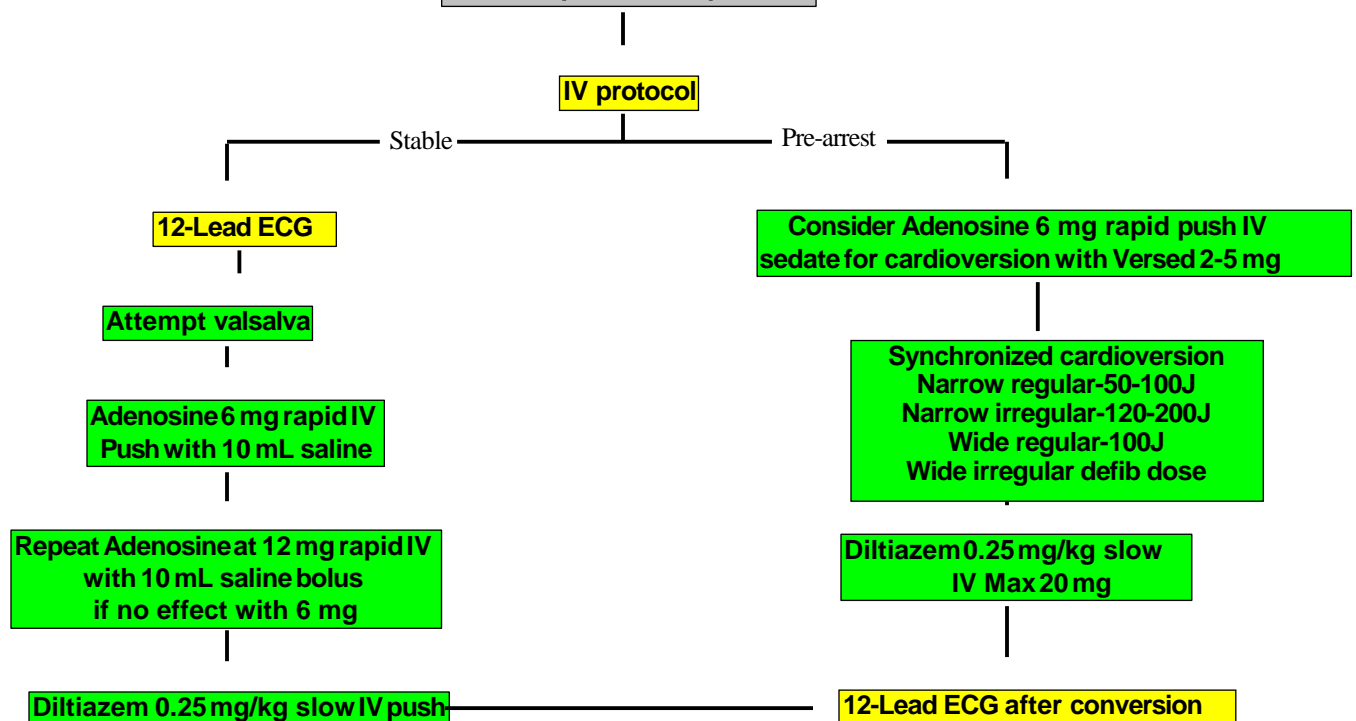 IV protocol
Stable
Pre-arrest
12-Lead ECG
Attempt valsalva
Adenosine 6 mg rapid IV
Push with 10 mL saline
Repeat Adenosine at 12 mg rapid IV
with 10 mL saline bolus
if no effect with 6 mg
Diltiazem 0.25 mg/kg slow IV push
Consider Adenosine 6 mg rapid push IV
sedate for cardioversion with Versed 2-5 mg
Synchronized cardioversion
Narrow regular-50-100J
Narrow irregular-120-200J
Wide regular-100J
Wide irregular defib dose
Diltiazem 0.25 mg/kg slow
IV Max 20 mg
12-Lead ECG after conversion